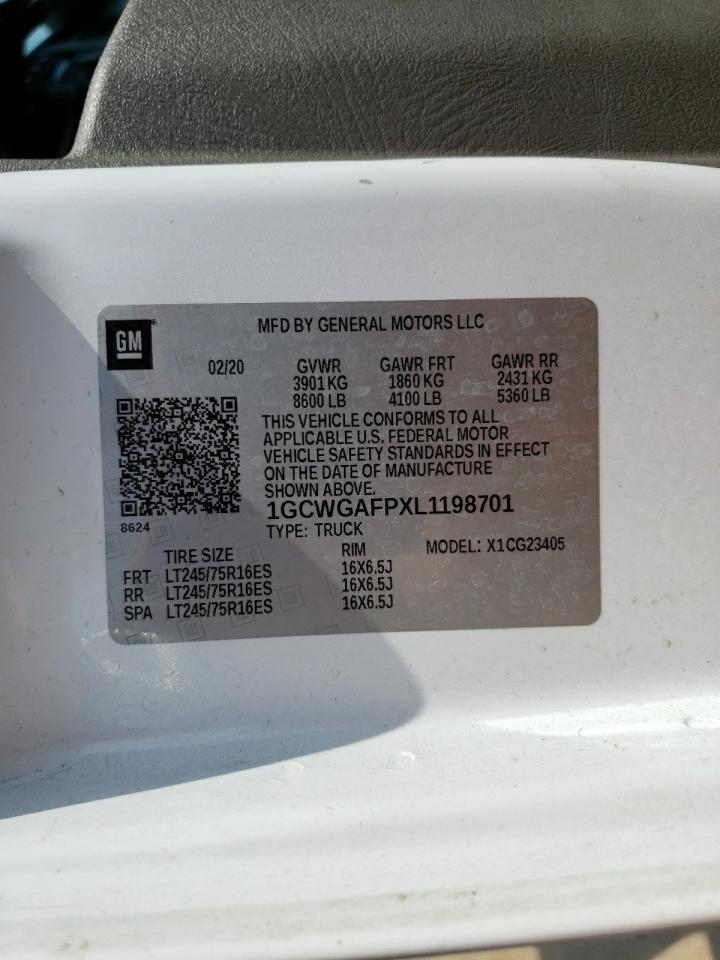 GM®
MFD BY GENERAL MOTORS LLC
02/20 GVWR GAWR FRT GAWR RR
3901 KG 1860 KG 2431 KG
8600 LB 4100 LB 5360 LB
THIS VEHICLE CONFORMS TO ALL
APPLICABLE U.S. FEDERAL MOTOR
VEHICLE SAFETY STANDARDS IN EFFECT
ON THE DATE OF MANUFACTURE
SHOWN ABOVE.
1GCWGAFPXL1198701
8624
TYPE: TRUCK
TIRE SIZE RIM MODEL: X1CG23405
FRT LT245/75R16ES 16X6.5J
RR LT245/75R16ES 16X6.5J
SPA LT245/75R16ES 16X6.5J